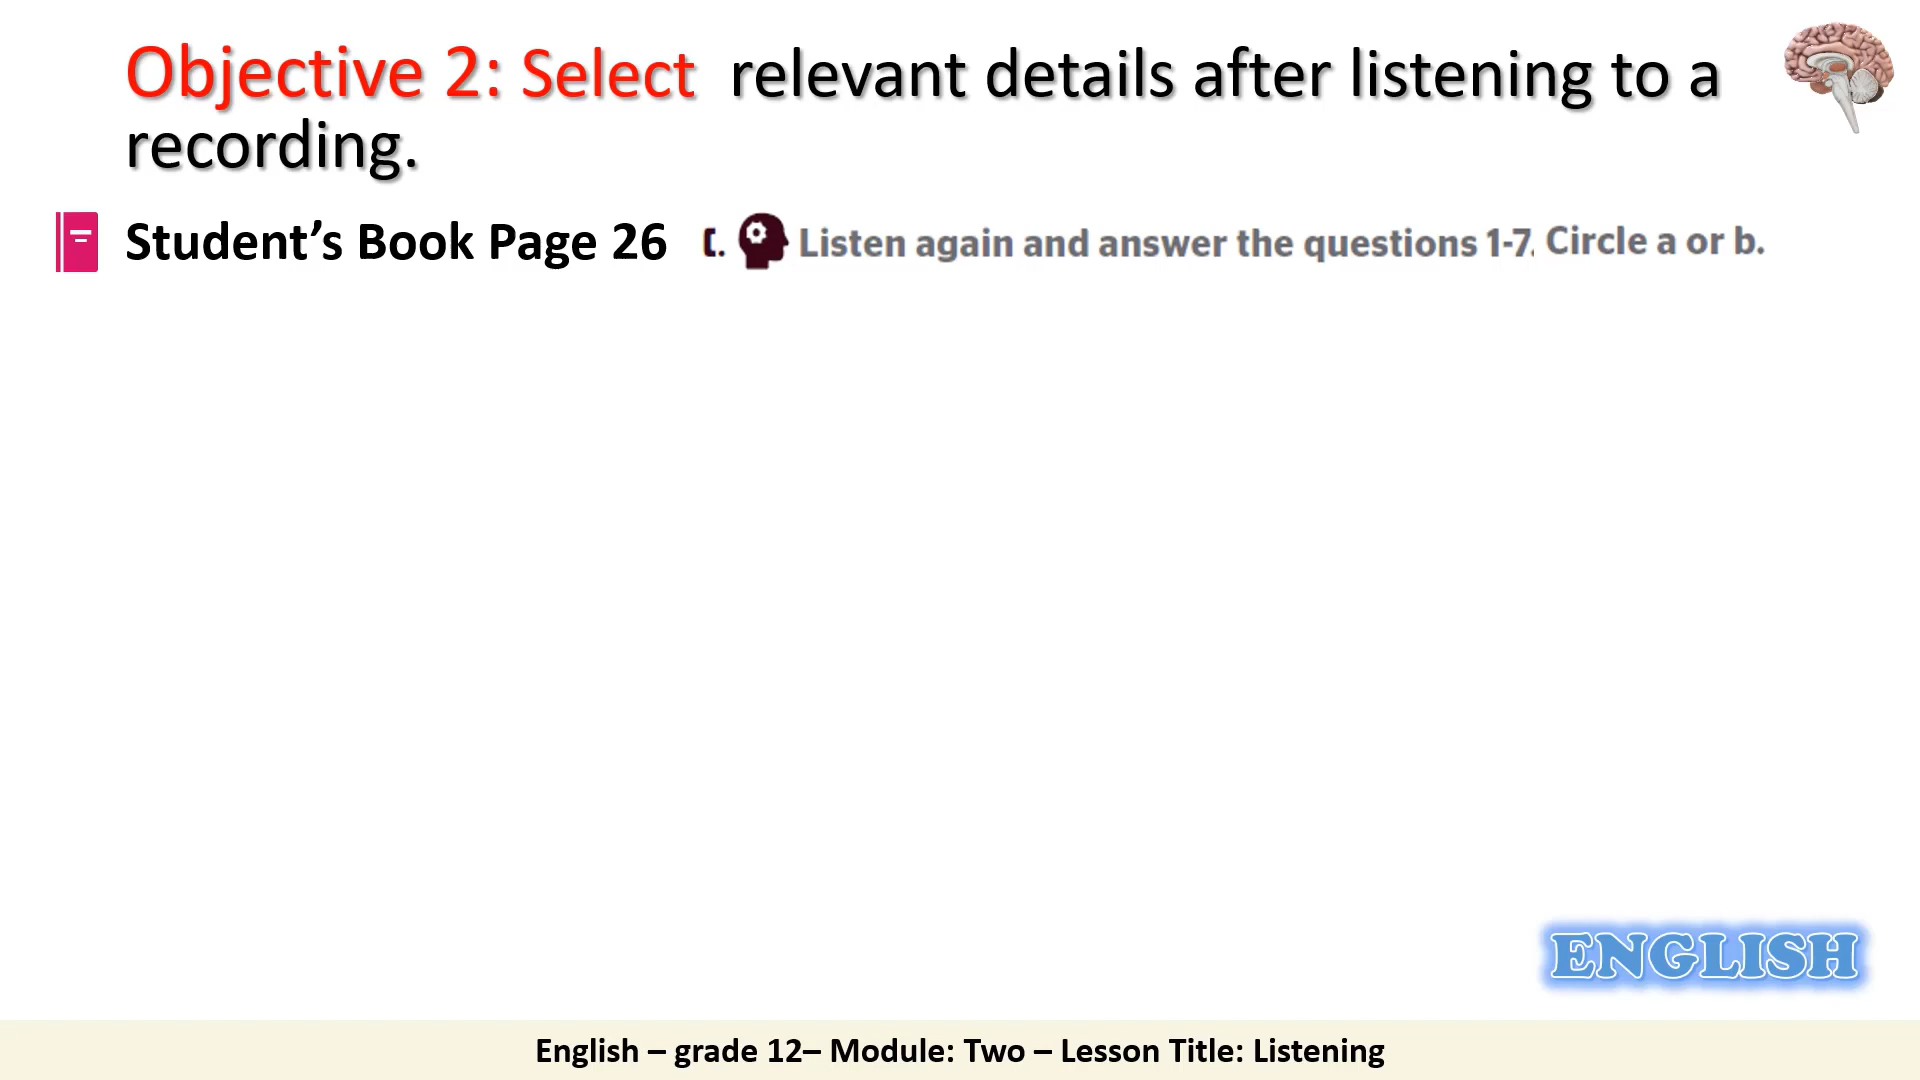 Objective 2: Select relevant details after listening to a
recording.
Student’s Book Page 26 C. Listen again and answer the questions 1-7. Circle a or b.
ENGLISH
English – grade 12– Module: Two – Lesson Title: Listening